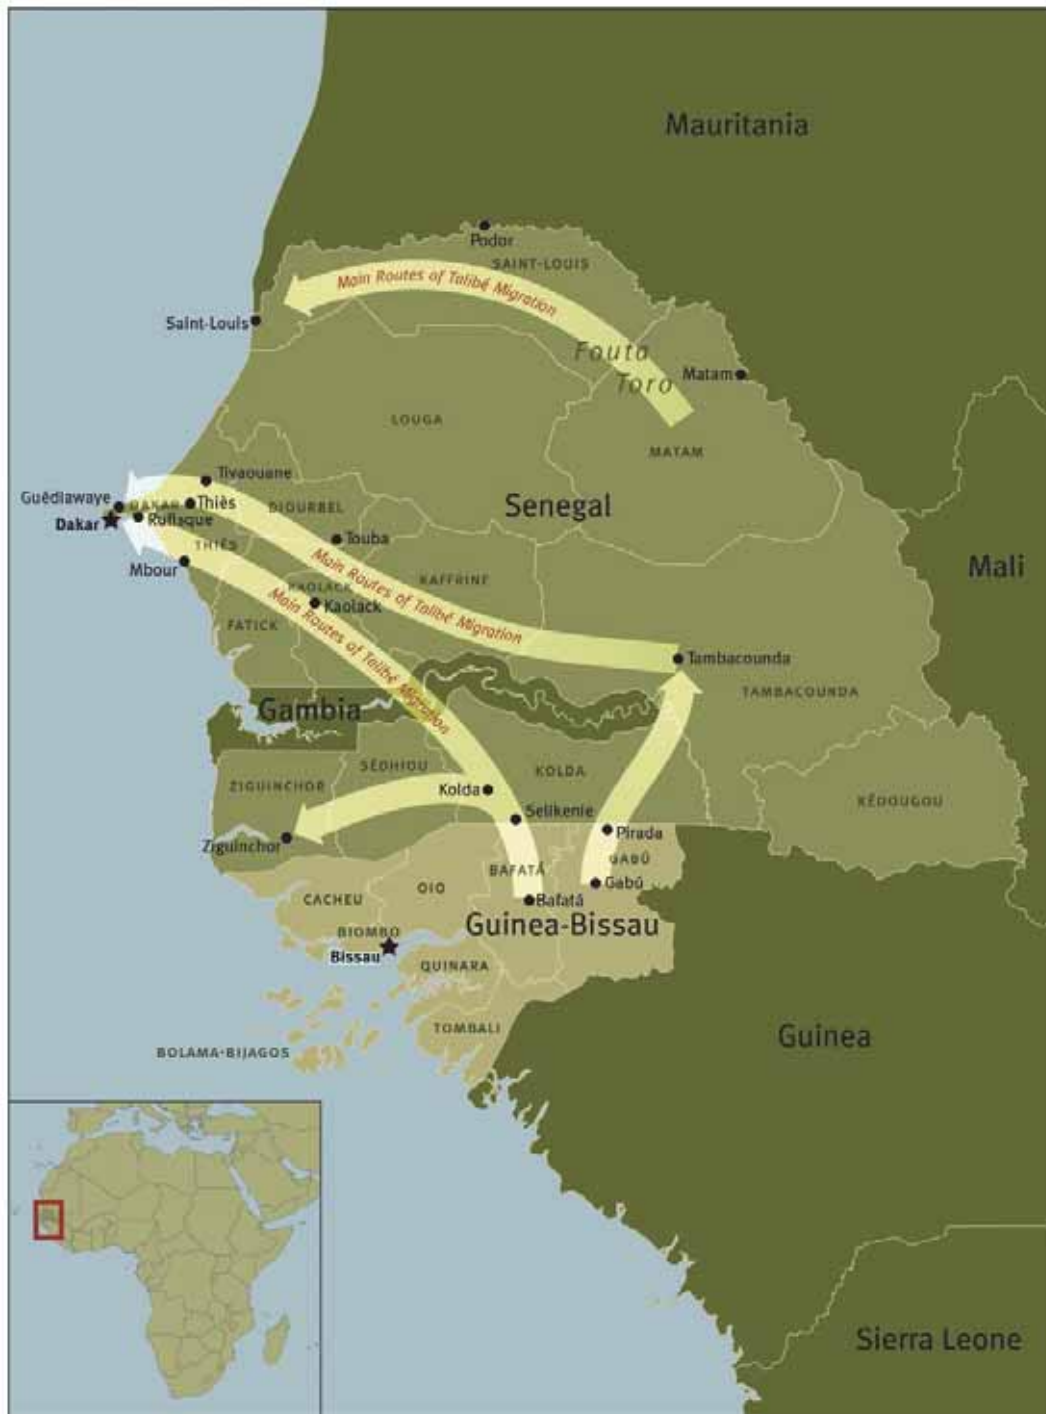 Mauritania
Podor
SAINT-LOUIS
Main Routes of Talibé Migration
Saint-Louis
Fouta
Toro
Matam
LOUGA
MATAM
Tivaouane
Guédiawaye
DAKAR
Thiès
DIOURBEL
Senegal
Dakar
Rufisque
Touba
THIÈS
Mbour
Main Routes of Talibé Migration
KAFFRINE
Mali
KAOLACK
Kaolack
Main Routes of Talibé Migration
FATICK
Tambacounda
TAMBACOUNDA
Gambia
SÉDHIOU
KOLDA
ZIGUINCHOR
Kolda
KÉDOUGOU
Selikenie
Pirada
Ziguinchor
BAFATÁ
GABÚ
OIO
Gabú
CACHEU
Bafatá
Guinea-Bissau
BIOMBO
Bissau
QUINARA
TOMBALI
Guinea
BOLAMA-BIJAGOS
Sierra Leone